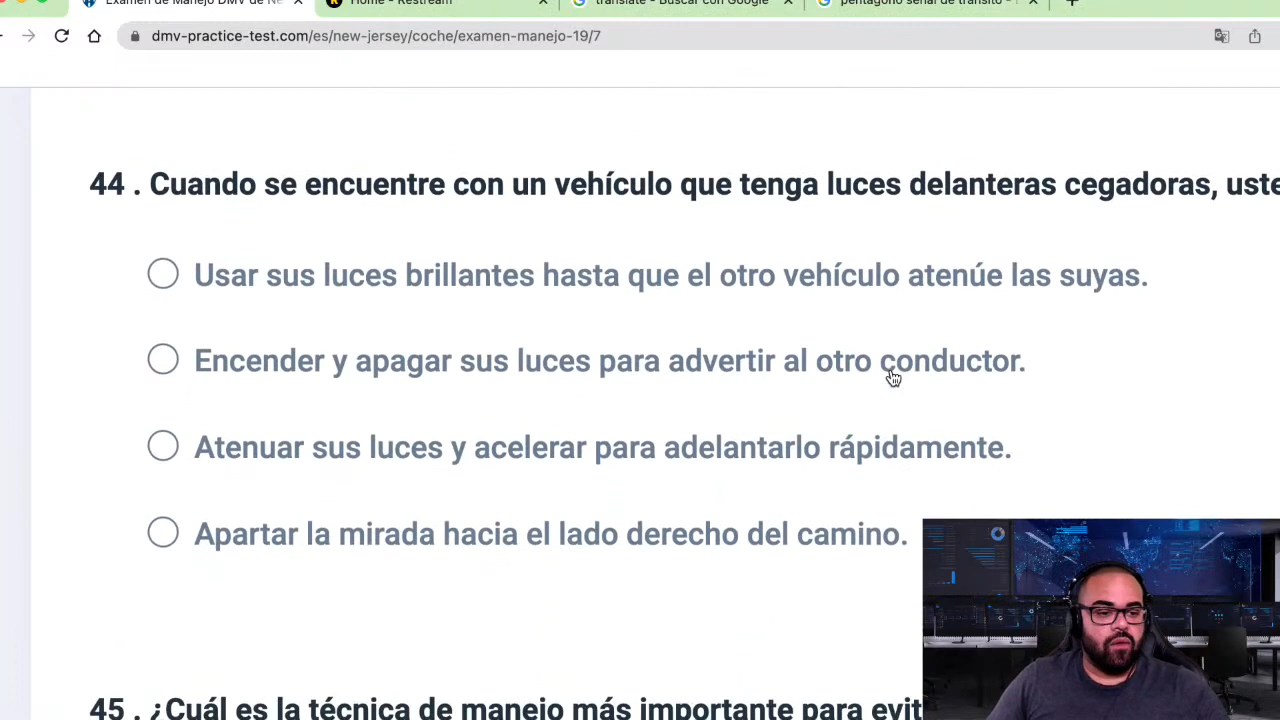 Examen de Manejo DMV de Ne
Home - Restream
translate - Buscar con Google
pentagono señal de transito -
dmv-practice-test.com/es/new-jersey/coche/examen-manejo-19/7
44 . Cuando se encuentre con un vehículo que tenga luces delanteras cegadoras, uste
Usar sus luces brillantes hasta que el otro vehículo atenúe las suyas.
Encender y apagar sus luces para advertir al otro conductor.
Atenuar sus luces y acelerar para adelantarlo rápidamente.
Apartar la mirada hacia el lado derecho del camino.
45 . ¿Cuál es la técnica de manejo más importante para evit